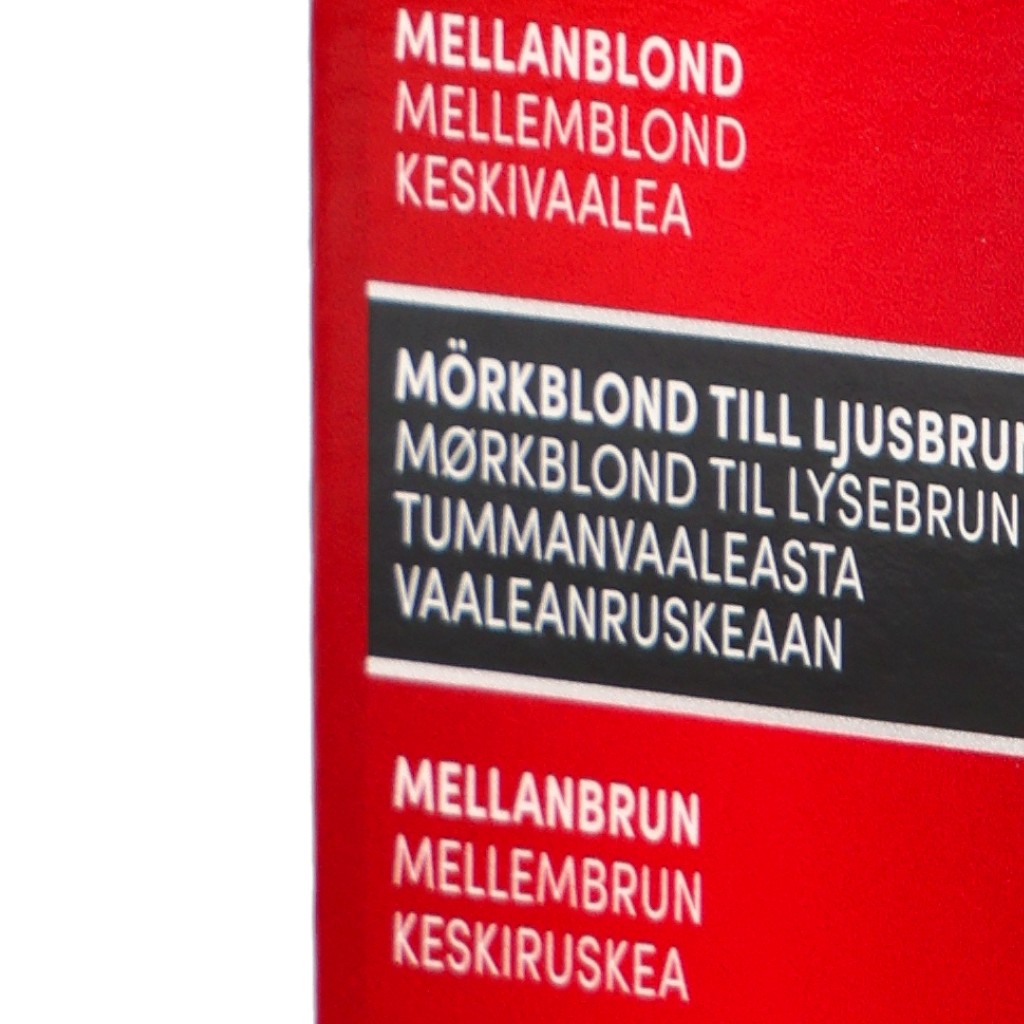 MELLANBLOND
MELLEMBLOND
KESKIVAALEA
MÖRKBLOND TILL LJUSBRUN
MØRKBLOND TIL LYSEBRUN
TUMMANVAALEASTA
VAALEANRUSKEAAN
MELLANBRUN
MELLEMBRUN
KESKIRUSKEA